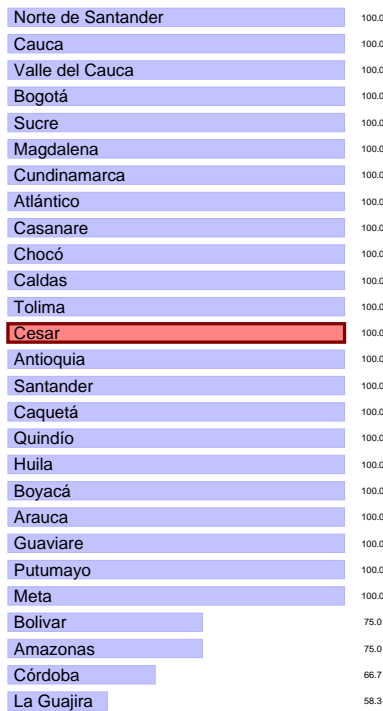 Norte de Santander 100.0
Cauca 100.0
Valle del Cauca 100.0
Bogotá 100.0
Sucre 100.0
Magdalena 100.0
Cundinamarca 100.0
Atlántico 100.0
Casanare 100.0
Chocó 100.0
Caldas 100.0
Tolima 100.0
Cesar 100.0
Antioquia 100.0
Santander 100.0
Caquetá 100.0
Quindío 100.0
Huila 100.0
Boyacá 100.0
Arauca 100.0
Guaviare 100.0
Putumayo 100.0
Meta 100.0
Bolivar 75.0
Amazonas 75.0
Córdoba 66.7
La Guajira 58.3